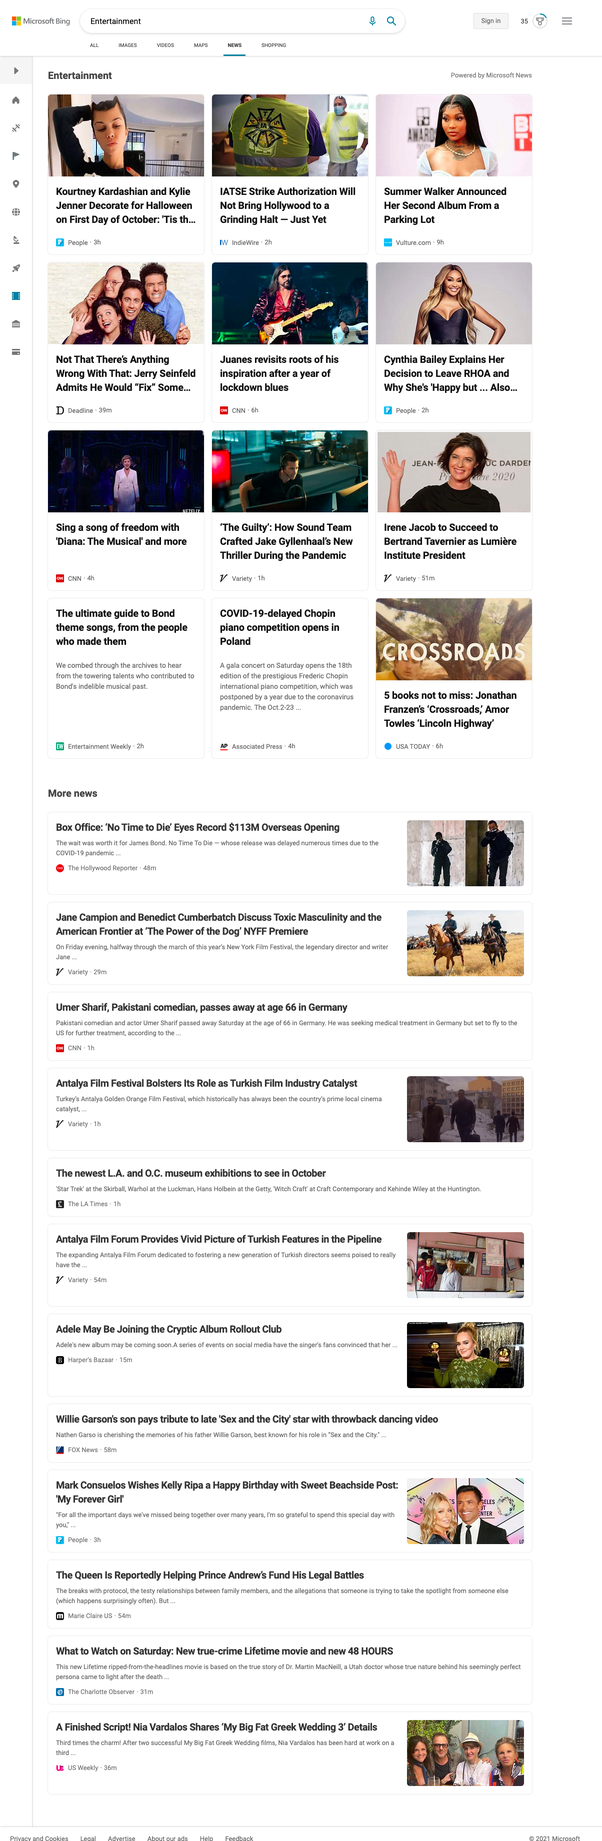 Microsoft Bing
Entertainment
Sign in
35
ALL
IMAGES
VIDEOS
MAPS
NEWS
SHOPPING
Entertainment
Powered by Microsoft News
Kourtney Kardashian and Kylie
Jenner Decorate for Halloween
on First Day of October: 'Tis th...
People · 3h
IATSE Strike Authorization Will
Not Bring Hollywood to a
Grinding Halt — Just Yet
IW IndieWire · 2h
Summer Walker Announced
Her Second Album From a
Parking Lot
Vulture.com · 9h
Not That There's Anything
Wrong With That: Jerry Seinfeld
Admits He Would “Fix” Some...
Deadline · 39m
Juanes revisits roots of his
inspiration after a year of
lockdown blues
CNN · 6h
Cynthia Bailey Explains Her
Decision to Leave RHOA and
Why She's 'Happy but ... Also...
People · 2h
NETFLIX
Sing a song of freedom with
'Diana: The Musical' and more
CNN · 4h
‘The Guilty’: How Sound Team
Crafted Jake Gyllenhaal’s New
Thriller During the Pandemic
Variety · 1h
2020
Irene Jacob to Succeed to
Bertrand Tavernier as Lumière
Institute President
Variety · 51m
The ultimate guide to Bond
theme songs, from the people
who made them
We combed through the archives to hear
from the towering talents who contributed to
Bond's indelible musical past.
Entertainment Weekly · 2h
COVID-19-delayed Chopin
piano competition opens in
Poland
A gala concert on Saturday opens the 18th
edition of the prestigious Frederic Chopin
international piano competition, which was
postponed by a year due to the coronavirus
pandemic. The Oct.2-23 ...
AP Associated Press · 4h
CROSSROADS
5 books not to miss: Jonathan
Franzen’s ‘Crossroads,’ Amor
Towles ‘Lincoln Highway’
USA TODAY · 6h
More news
Box Office: ‘No Time to Die’ Eyes Record $113M Overseas Opening
The wait was worth it for James Bond. No Time To Die — whose release was delayed numerous times due to the
COVID-19 pandemic ...
The Hollywood Reporter · 48m
Jane Campion and Benedict Cumberbatch Discuss Toxic Masculinity and the
American Frontier at ‘The Power of the Dog’ NYFF Premiere
On Friday evening, halfway through the march of this year's New York Film Festival, the legendary director and writer
Jane ...
Variety · 29m
Umer Sharif, Pakistani comedian, passes away at age 66 in Germany
Pakistani comedian and actor Umer Sharif passed away Saturday at the age of 66 in Germany. He was seeking medical treatment in Germany but set to fly to the
US for further treatment, according to the ...
CNN · 1h
Antalya Film Festival Bolsters Its Role as Turkish Film Industry Catalyst
Turkey's Antalya Golden Orange Film Festival, which historically has always been the country's prime local cinema
catalyst, ...
Variety · 1h
The newest L.A. and O.C. museum exhibitions to see in October
'Star Trek' at the Skirball, Warhol at the Luckman, Hans Holbein at the Getty, 'Witch Craft' at Craft Contemporary and Kehinde Wiley at the Huntington.
The LA Times · 1h
Antalya Film Forum Provides Vivid Picture of Turkish Features in the Pipeline
The expanding Antalya Film Forum dedicated to fostering a new generation of Turkish directors seems poised to really
have the ...
Variety · 54m
Adele May Be Joining the Cryptic Album Rollout Club
Adele's new album may be coming soon.A series of events on social media have the singer's fans convinced that her ...
Harper's Bazaar · 15m
Willie Garson's son pays tribute to late 'Sex and the City' star with throwback dancing video
Nathen Garso is cherishing the memories of his father Willie Garson, best known for his role in "Sex and the City." ...
FOX News · 58m
Mark Consuelos Wishes Kelly Ripa a Happy Birthday with Sweet Beachside Post:
'My Forever Girl'
"For all the important days we've missed being together over many years, I'm so grateful to spend this special day with
you," ...
People · 3h
The Queen Is Reportedly Helping Prince Andrew's Fund His Legal Battles
The breaks with protocol, the testy relationships between family members, and the allegations that someone is trying to take the spotlight from someone else
(which happens surprisingly often). But ...
Marie Claire US · 54m
What to Watch on Saturday: New true-crime Lifetime movie and new 48 HOURS
This new Lifetime ripped-from-the-headlines movie is based on the true story of Dr. Martin MacNeill, a Utah doctor whose true nature behind his seemingly perfect
persona came to light after the death ...
The Charlotte Observer · 31m
A Finished Script! Nia Vardalos Shares ‘My Big Fat Greek Wedding 3’ Details
Third times the charm! After two successful My Big Fat Greek Wedding films, Nia Vardalos has been hard at work on a
third ...
US Weekly · 36m
Privacy and Cookies
Legal
Advertise
About our ads
Help
Feedback
© 2021 Microsoft